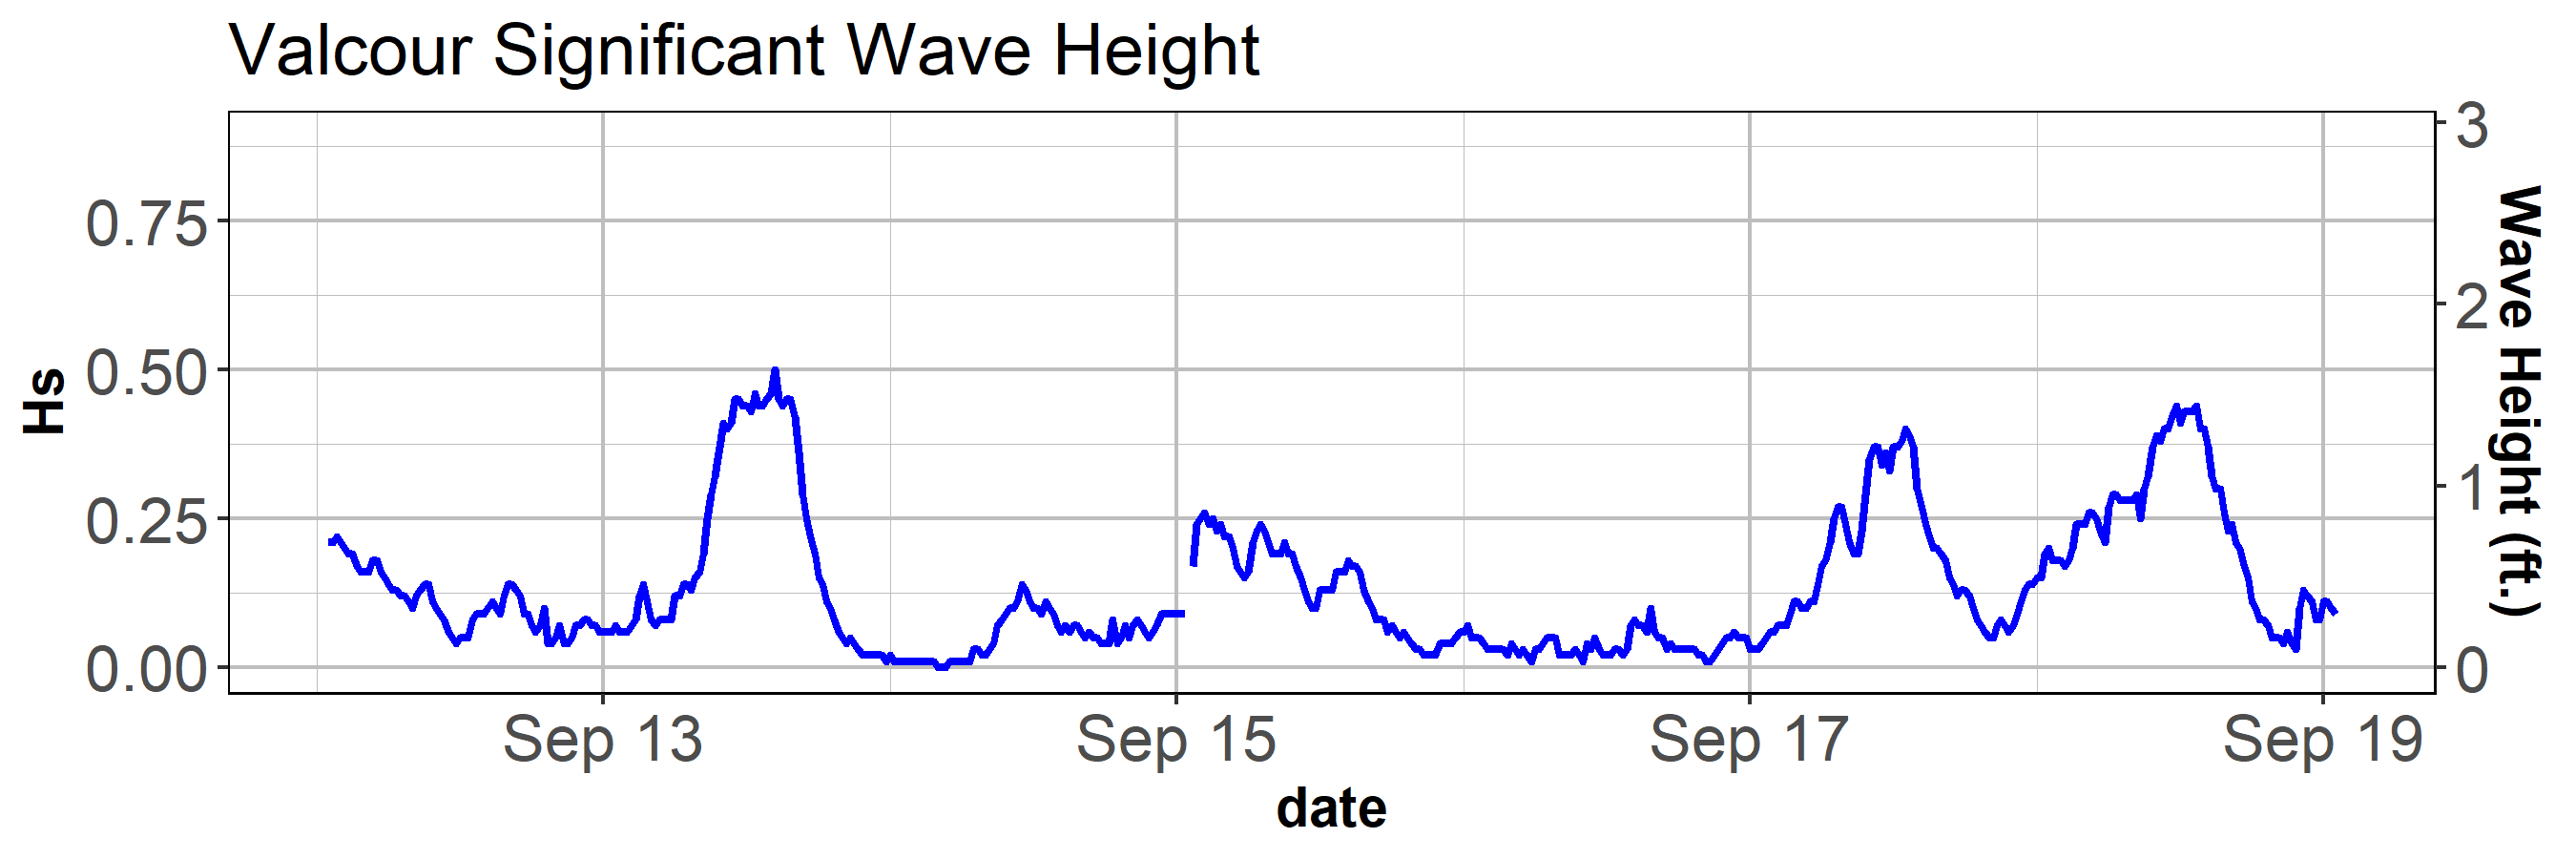 Valcour Significant Wave Height
Hs
0.75
0.50
0.25
0.00
3
2
1
0
Wave Height (ft.)
Sep 13
Sep 15
Sep 17
Sep 19
date